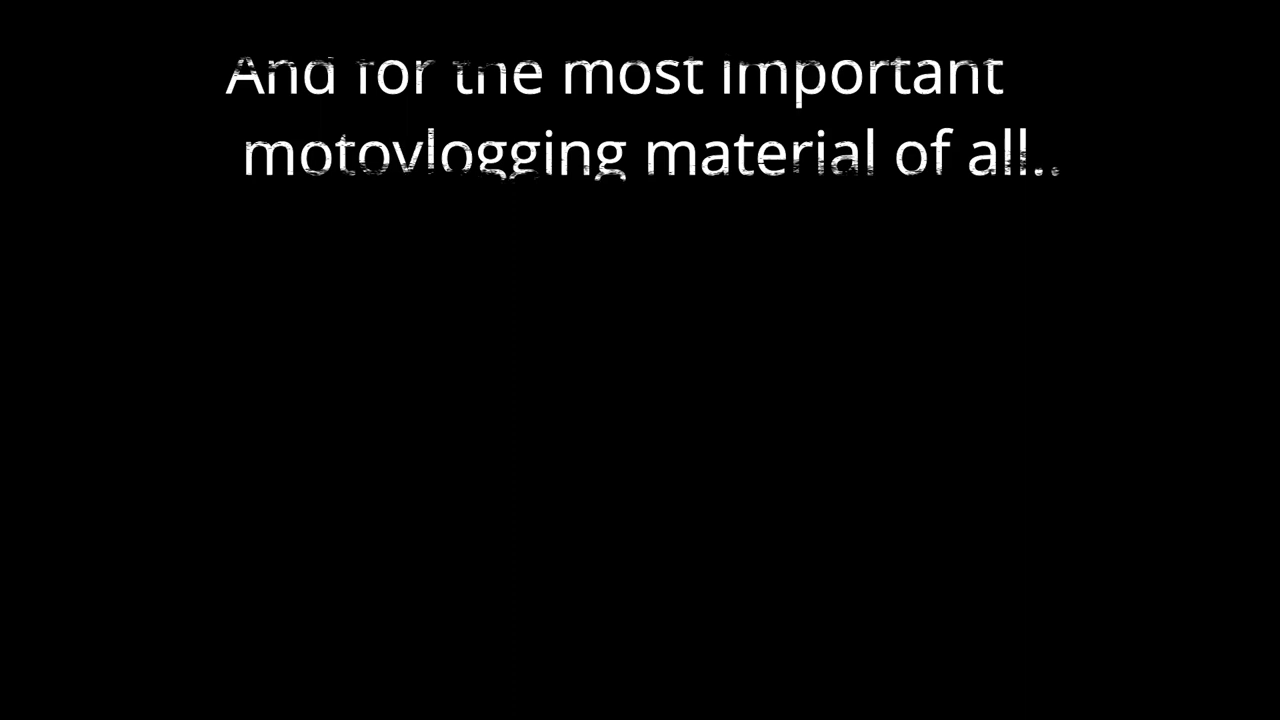 And for the most important
motovlogging material of all..